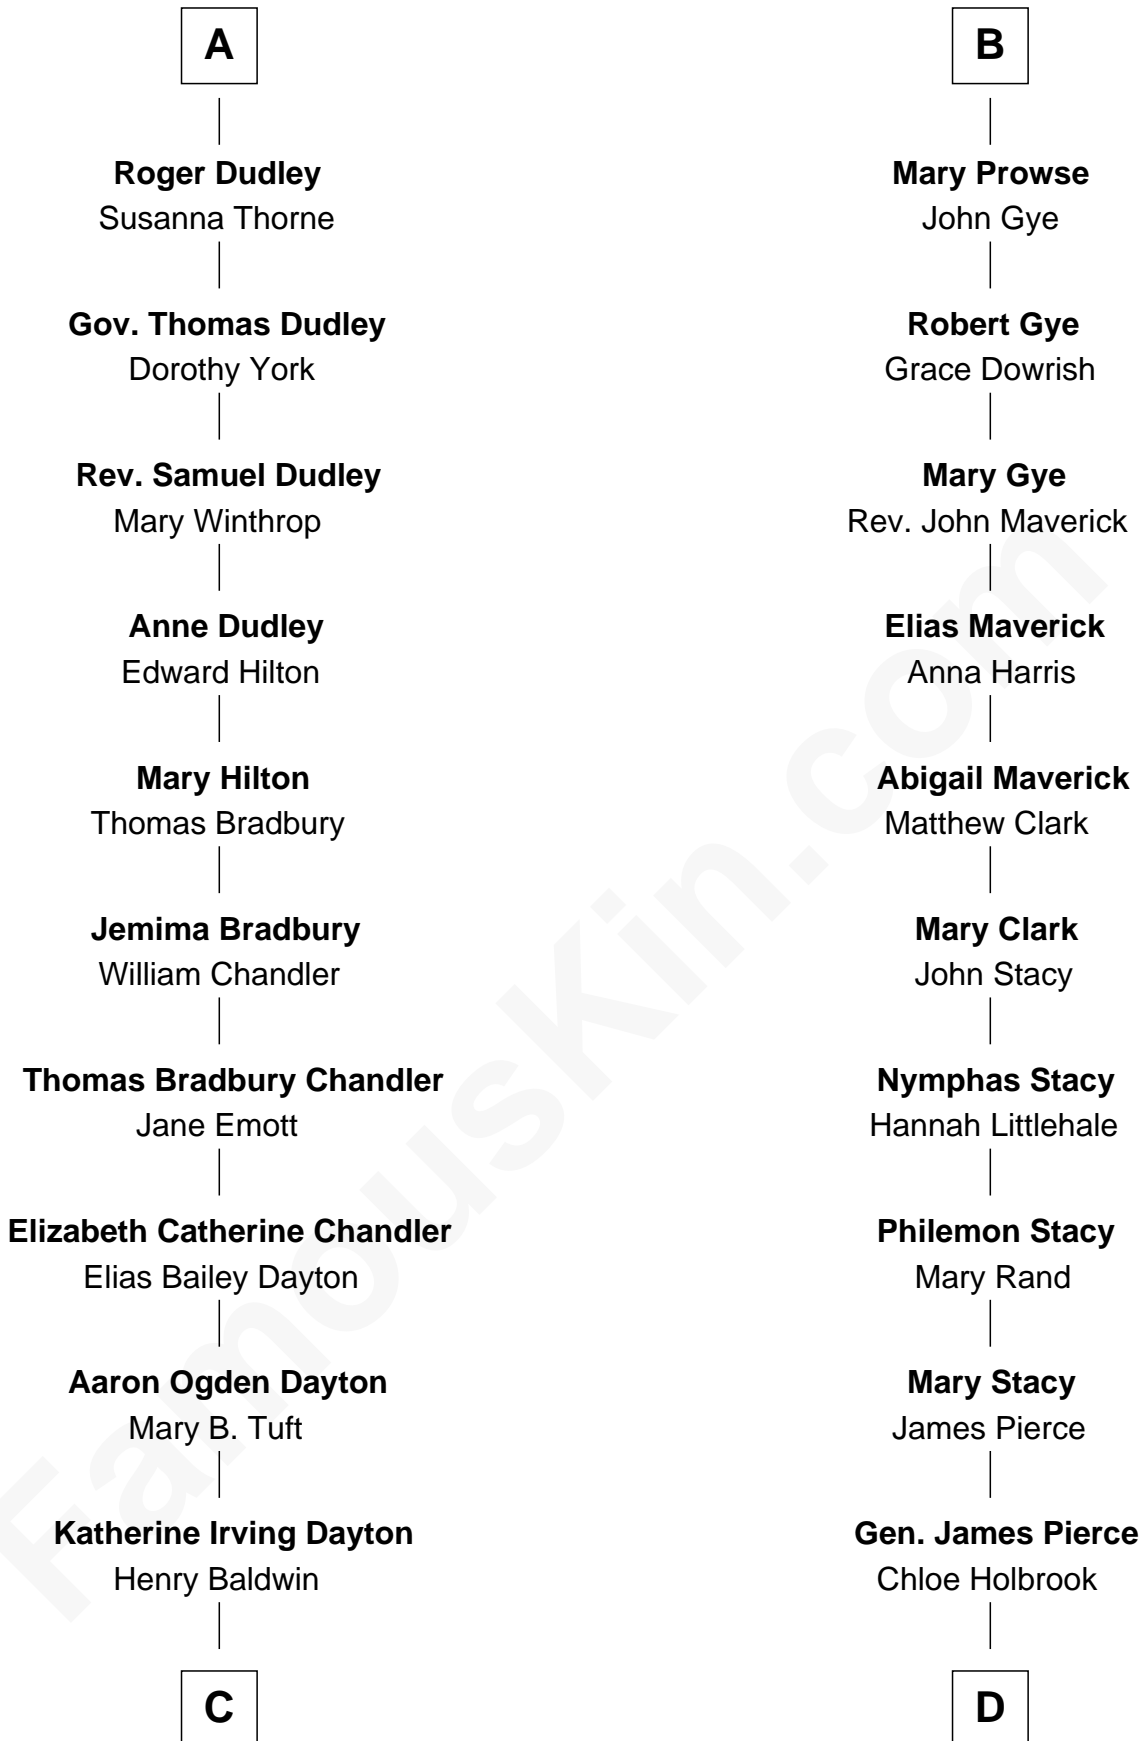 A
Roger Dudley
Susanna Thorne
Gov. Thomas Dudley
Dorothy York
Rev. Samuel Dudley
Mary Winthrop
Anne Dudley
Edward Hilton
Mary Hilton
Thomas Bradbury
Jemima Bradbury
William Chandler
Thomas Bradbury Chandler
Jane Emott
Elizabeth Catherine Chandler
Elias Bailey Dayton
Aaron Ogden Dayton
Mary B. Tuft
Katherine Irving Dayton
Henry Baldwin
C
B
Mary Prowse
John Gye
Robert Gye
Grace Dowrish
Mary Gye
Rev. John Maverick
Elias Maverick
Anna Harris
Abigail Maverick
Matthew Clark
Mary Clark
John Stacy
Nymphas Stacy
Hannah Littlehale
Philemon Stacy
Mary Rand
Mary Stacy
James Pierce
Gen. James Pierce
Chloe Holbrook
D
FamousKin.com